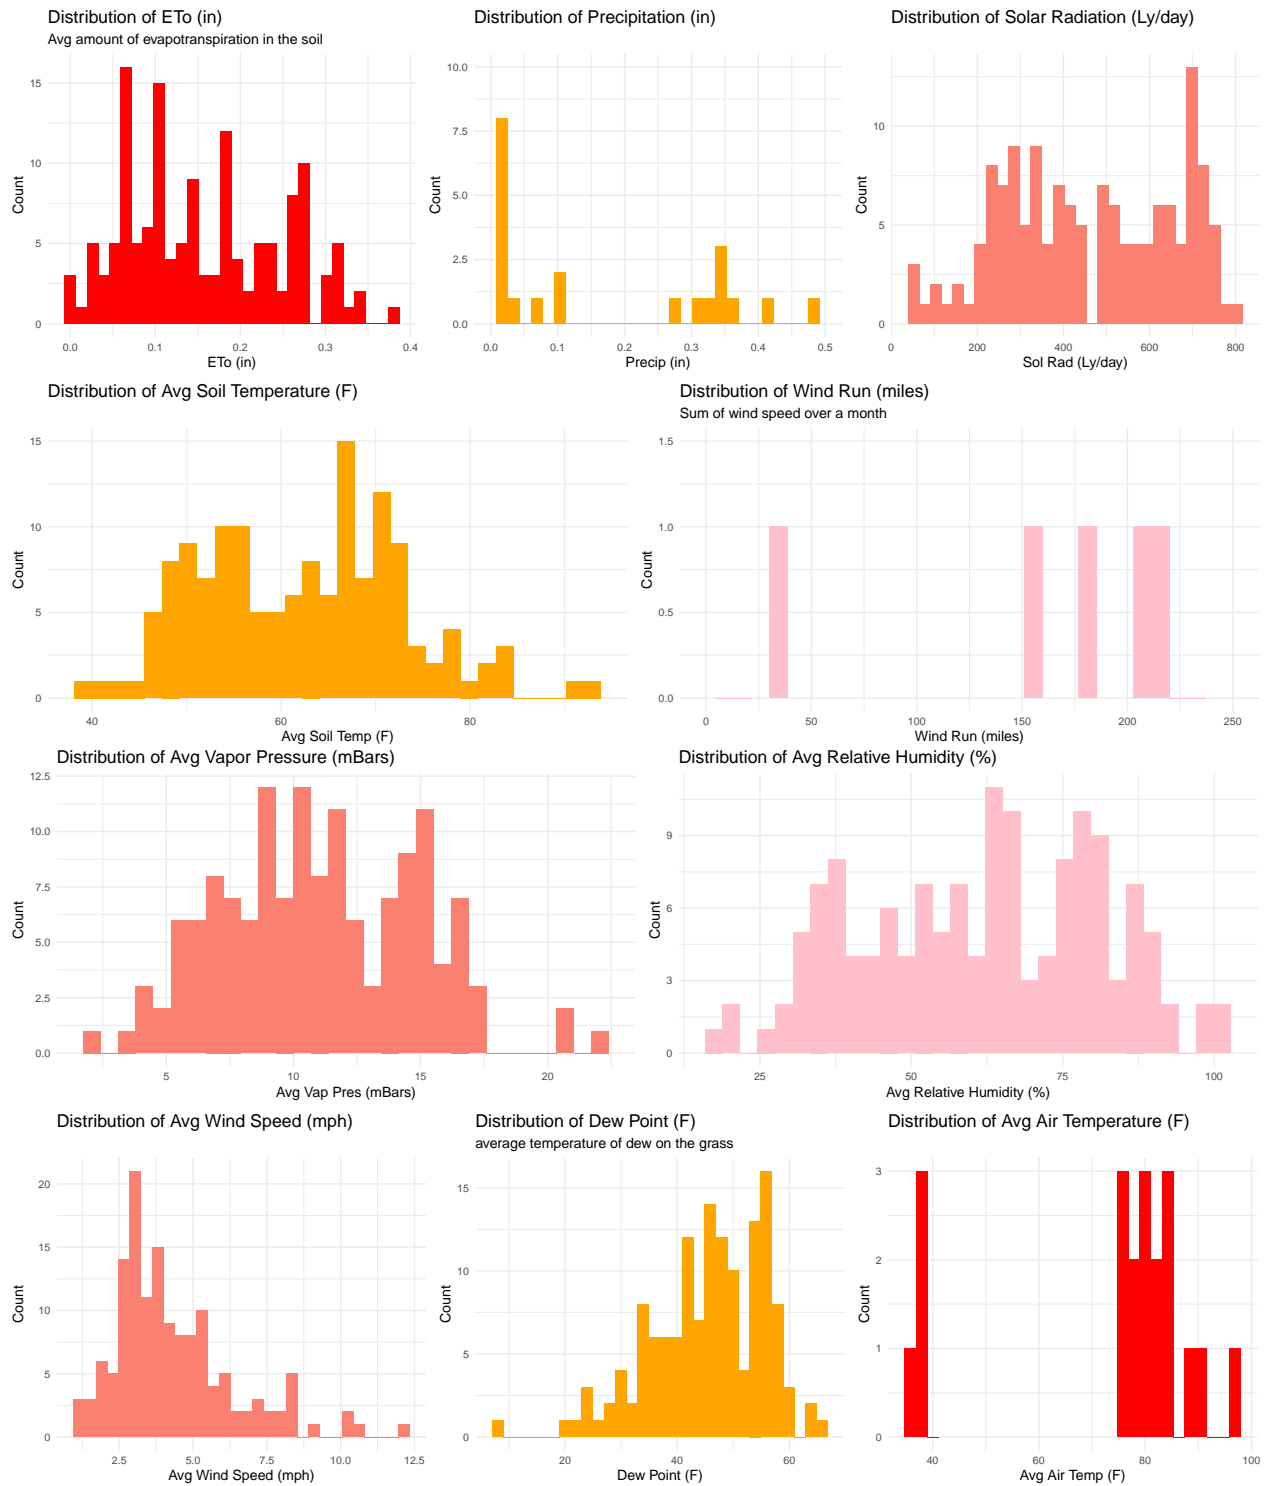 Distribution of ETo (in)
Avg amount of evapotranspiration in the soil
Count
15
10
5
0
0.0 0.1 0.2 0.3 0.4
ETo (in)
Distribution of Precipitation (in)
Count
10.0
7.5
5.0
2.5
0.0
0.0 0.1 0.2 0.3 0.4 0.5
Precip (in)
Distribution of Solar Radiation (Ly/day)
Count
10
5
0
0 200 400 600 800
Sol Rad (Ly/day)
Distribution of Avg Soil Temperature (F)
Count
15
10
5
0
40 60 80
Avg Soil Temp (F)
Distribution of Wind Run (miles)
Sum of wind speed over a month
Count
1.5
1.0
0.5
0.0
0 50 100 150 200 250
Wind Run (miles)
Distribution of Avg Vapor Pressure (mBars)
Count
12.5
10.0
7.5
5.0
2.5
0.0
5 10 15 20
Avg Vap Pres (mBars)
Distribution of Avg Relative Humidity (%)
Count
9
6
3
0
25 50 75 100
Avg Relative Humidity (%)
Distribution of Avg Wind Speed (mph)
Count
20
15
10
5
0
2.5 5.0 7.5 10.0 12.5
Avg Wind Speed (mph)
Distribution of Dew Point (F)
average temperature of dew on the grass
Count
15
10
5
0
20 40 60
Dew Point (F)
Distribution of Avg Air Temperature (F)
Count
3
2
1
0
40 60 80 100
Avg Air Temp (F)